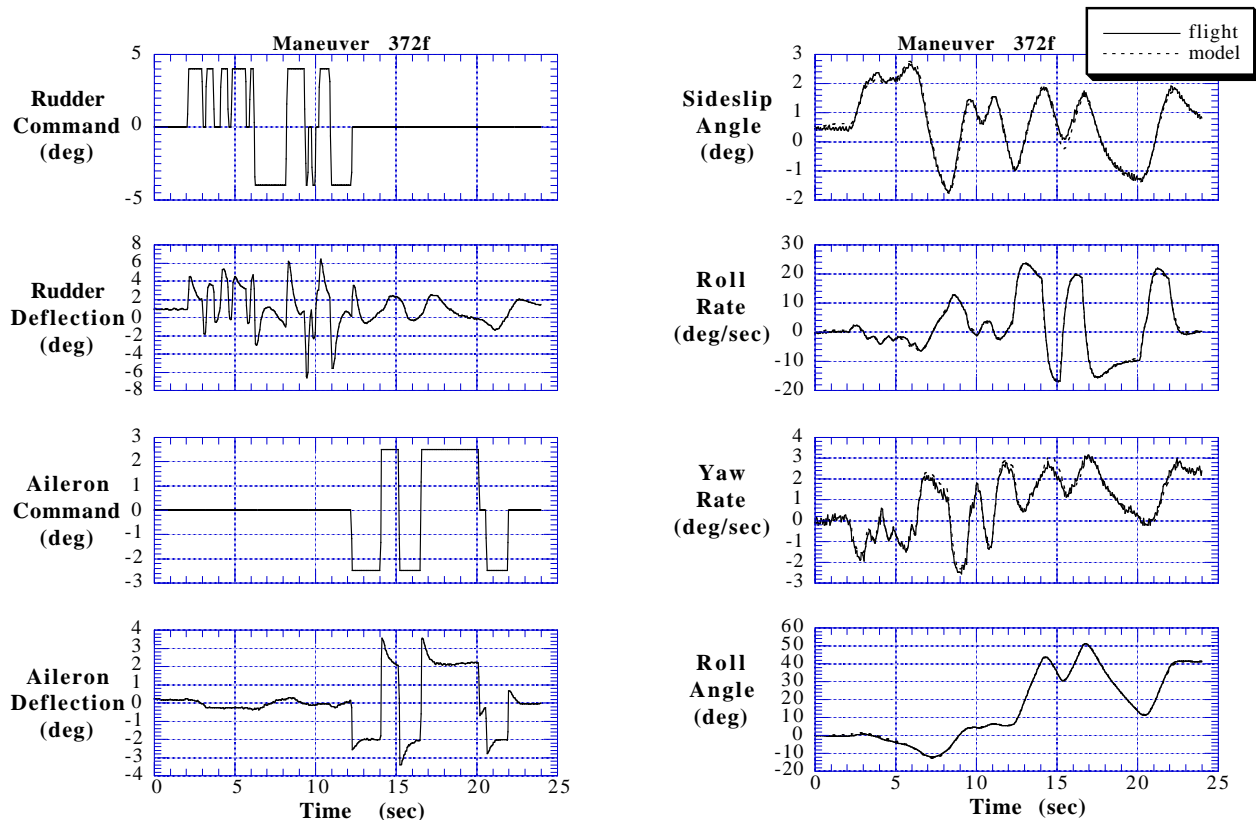 Maneuver 372f
5
0
-5
Rudder
Command
(deg)
8
6
4
2
0
-2
-4
-6
-8
Rudder
Deflection
(deg)
3
2
1
0
-1
-2
-3
Aileron
Command
(deg)
4
3
2
1
0
-1
-2
-3
-4
Aileron
Deflection
(deg)
0 5 10 15 20 25
Time (sec)
flight
model
Maneuver 372f
3
2
1
0
-1
-2
Sideslip
Angle
(deg)
30
20
10
0
-10
-20
Roll
Rate
(deg/sec)
4
3
2
1
0
-1
-2
-3
Yaw
Rate
(deg/sec)
60
50
40
30
20
10
0
-10
-20
Roll
Angle
(deg)
0 5 10 15 20 25
Time (sec)